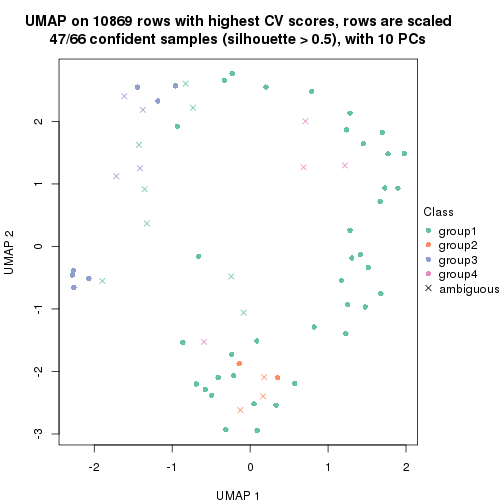 UMAP on 10869 rows with highest CV scores, rows are scaled
47/66 confident samples (silhouette > 0.5), with 10 PCs
2
1
0
-1
-2
-3
UMAP 2
-2
-1
0
1
2
UMAP 1
Class
group1
group2
group3
group4
ambiguous